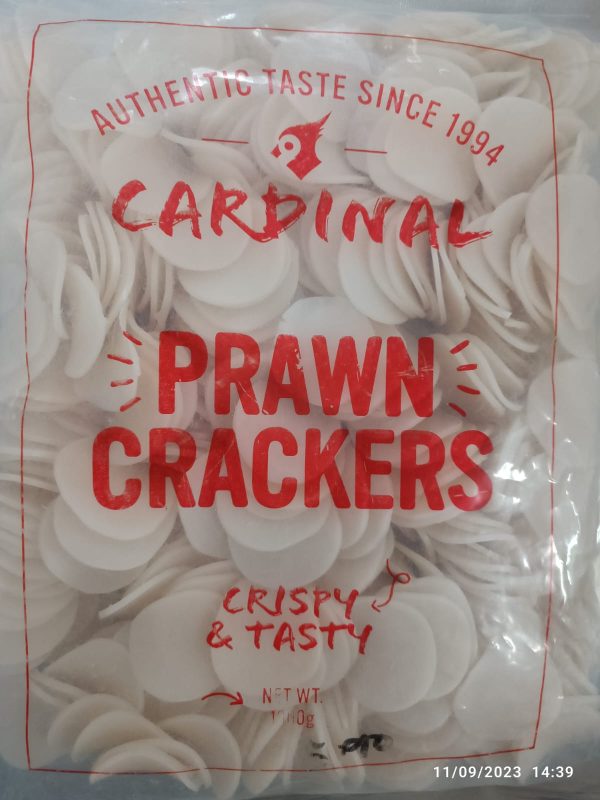 AUTHENTIC TASTE SINCE 1994
CARDINAL
PRAWN
CRACKERS
CRISPY
& TASTY
NET WT.
11/09/2023 14:39